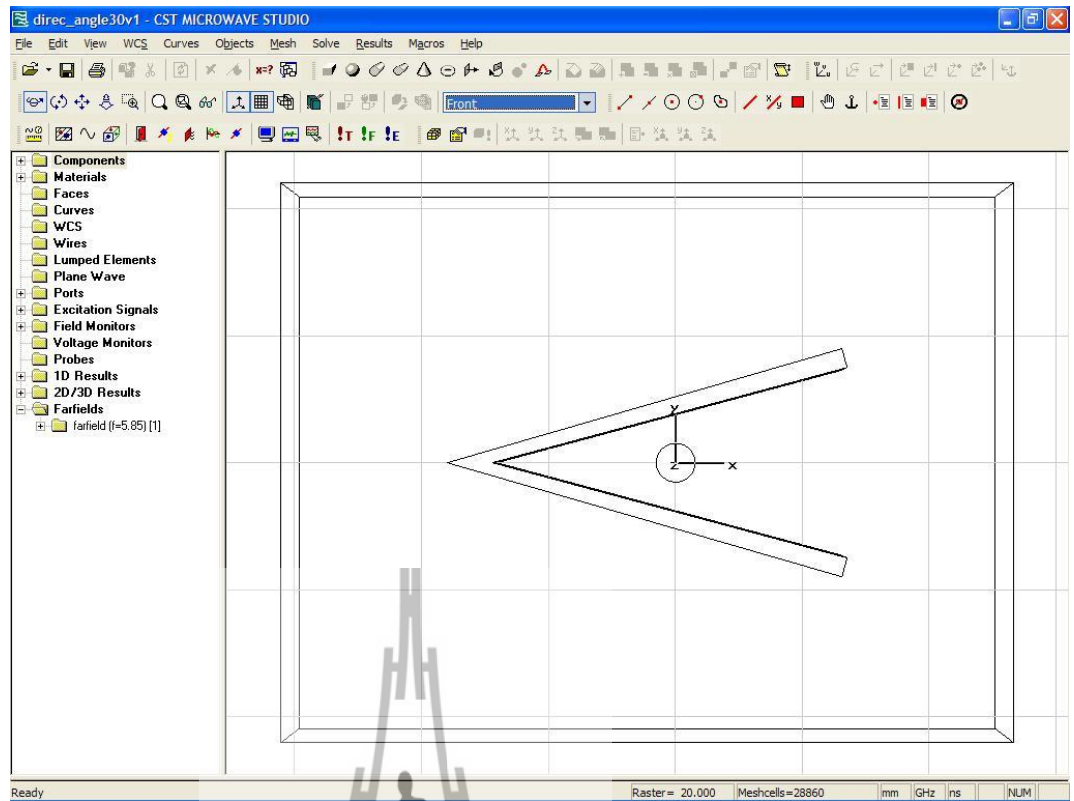 direc_angle30v1 - CST MICROWAVE STUDIO
File Edit View WCS Curves Objects Mesh Solve Results Macros Help
Front
Components
Materials
Faces
Curves
WCS
Wires
Lumped Elements
Plane Wave
Ports
Excitation Signals
Field Monitors
Voltage Monitors
Probes
1D Results
2D/3D Results
Farfields
farfield (f=5.85) [1]
y
z x
Ready Raster= 20.000 Meshcells=28860 mm GHz ns NUM